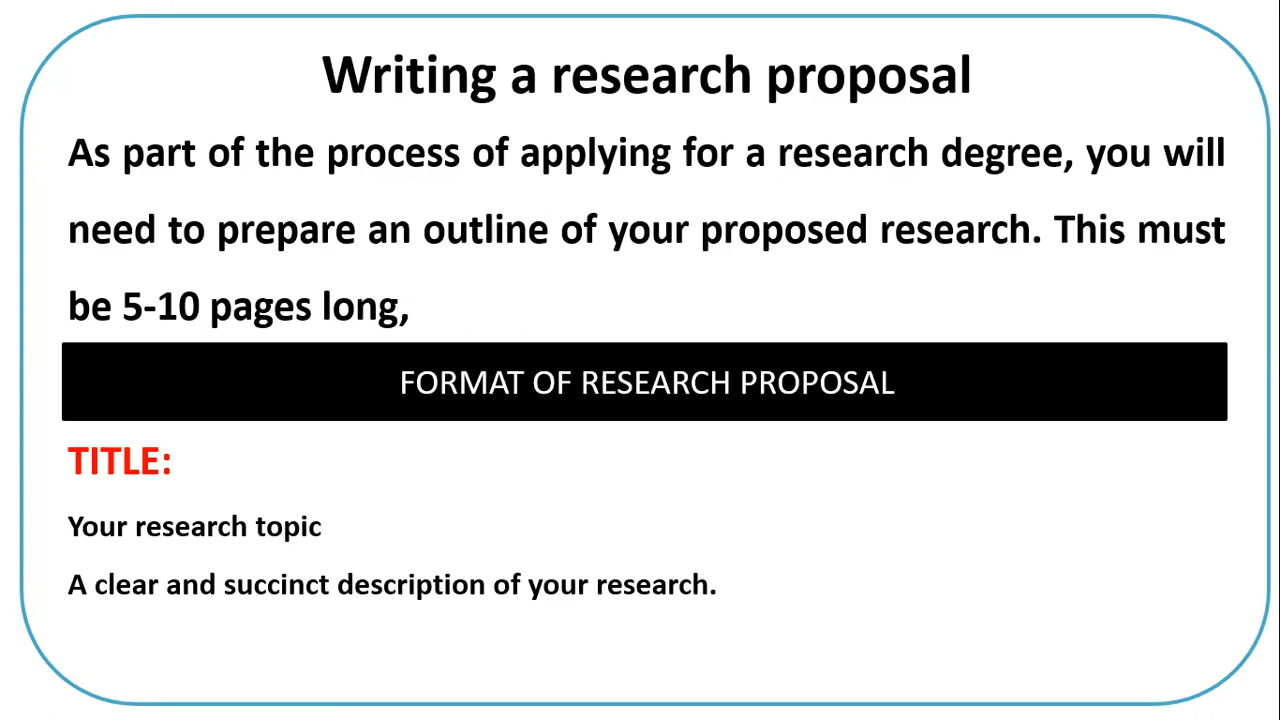 Writing a research proposal
As part of the process of applying for a research degree, you will
need to prepare an outline of your proposed research. This must
be 5-10 pages long,
FORMAT OF RESEARCH PROPOSAL
TITLE:
Your research topic
A clear and succinct description of your research.